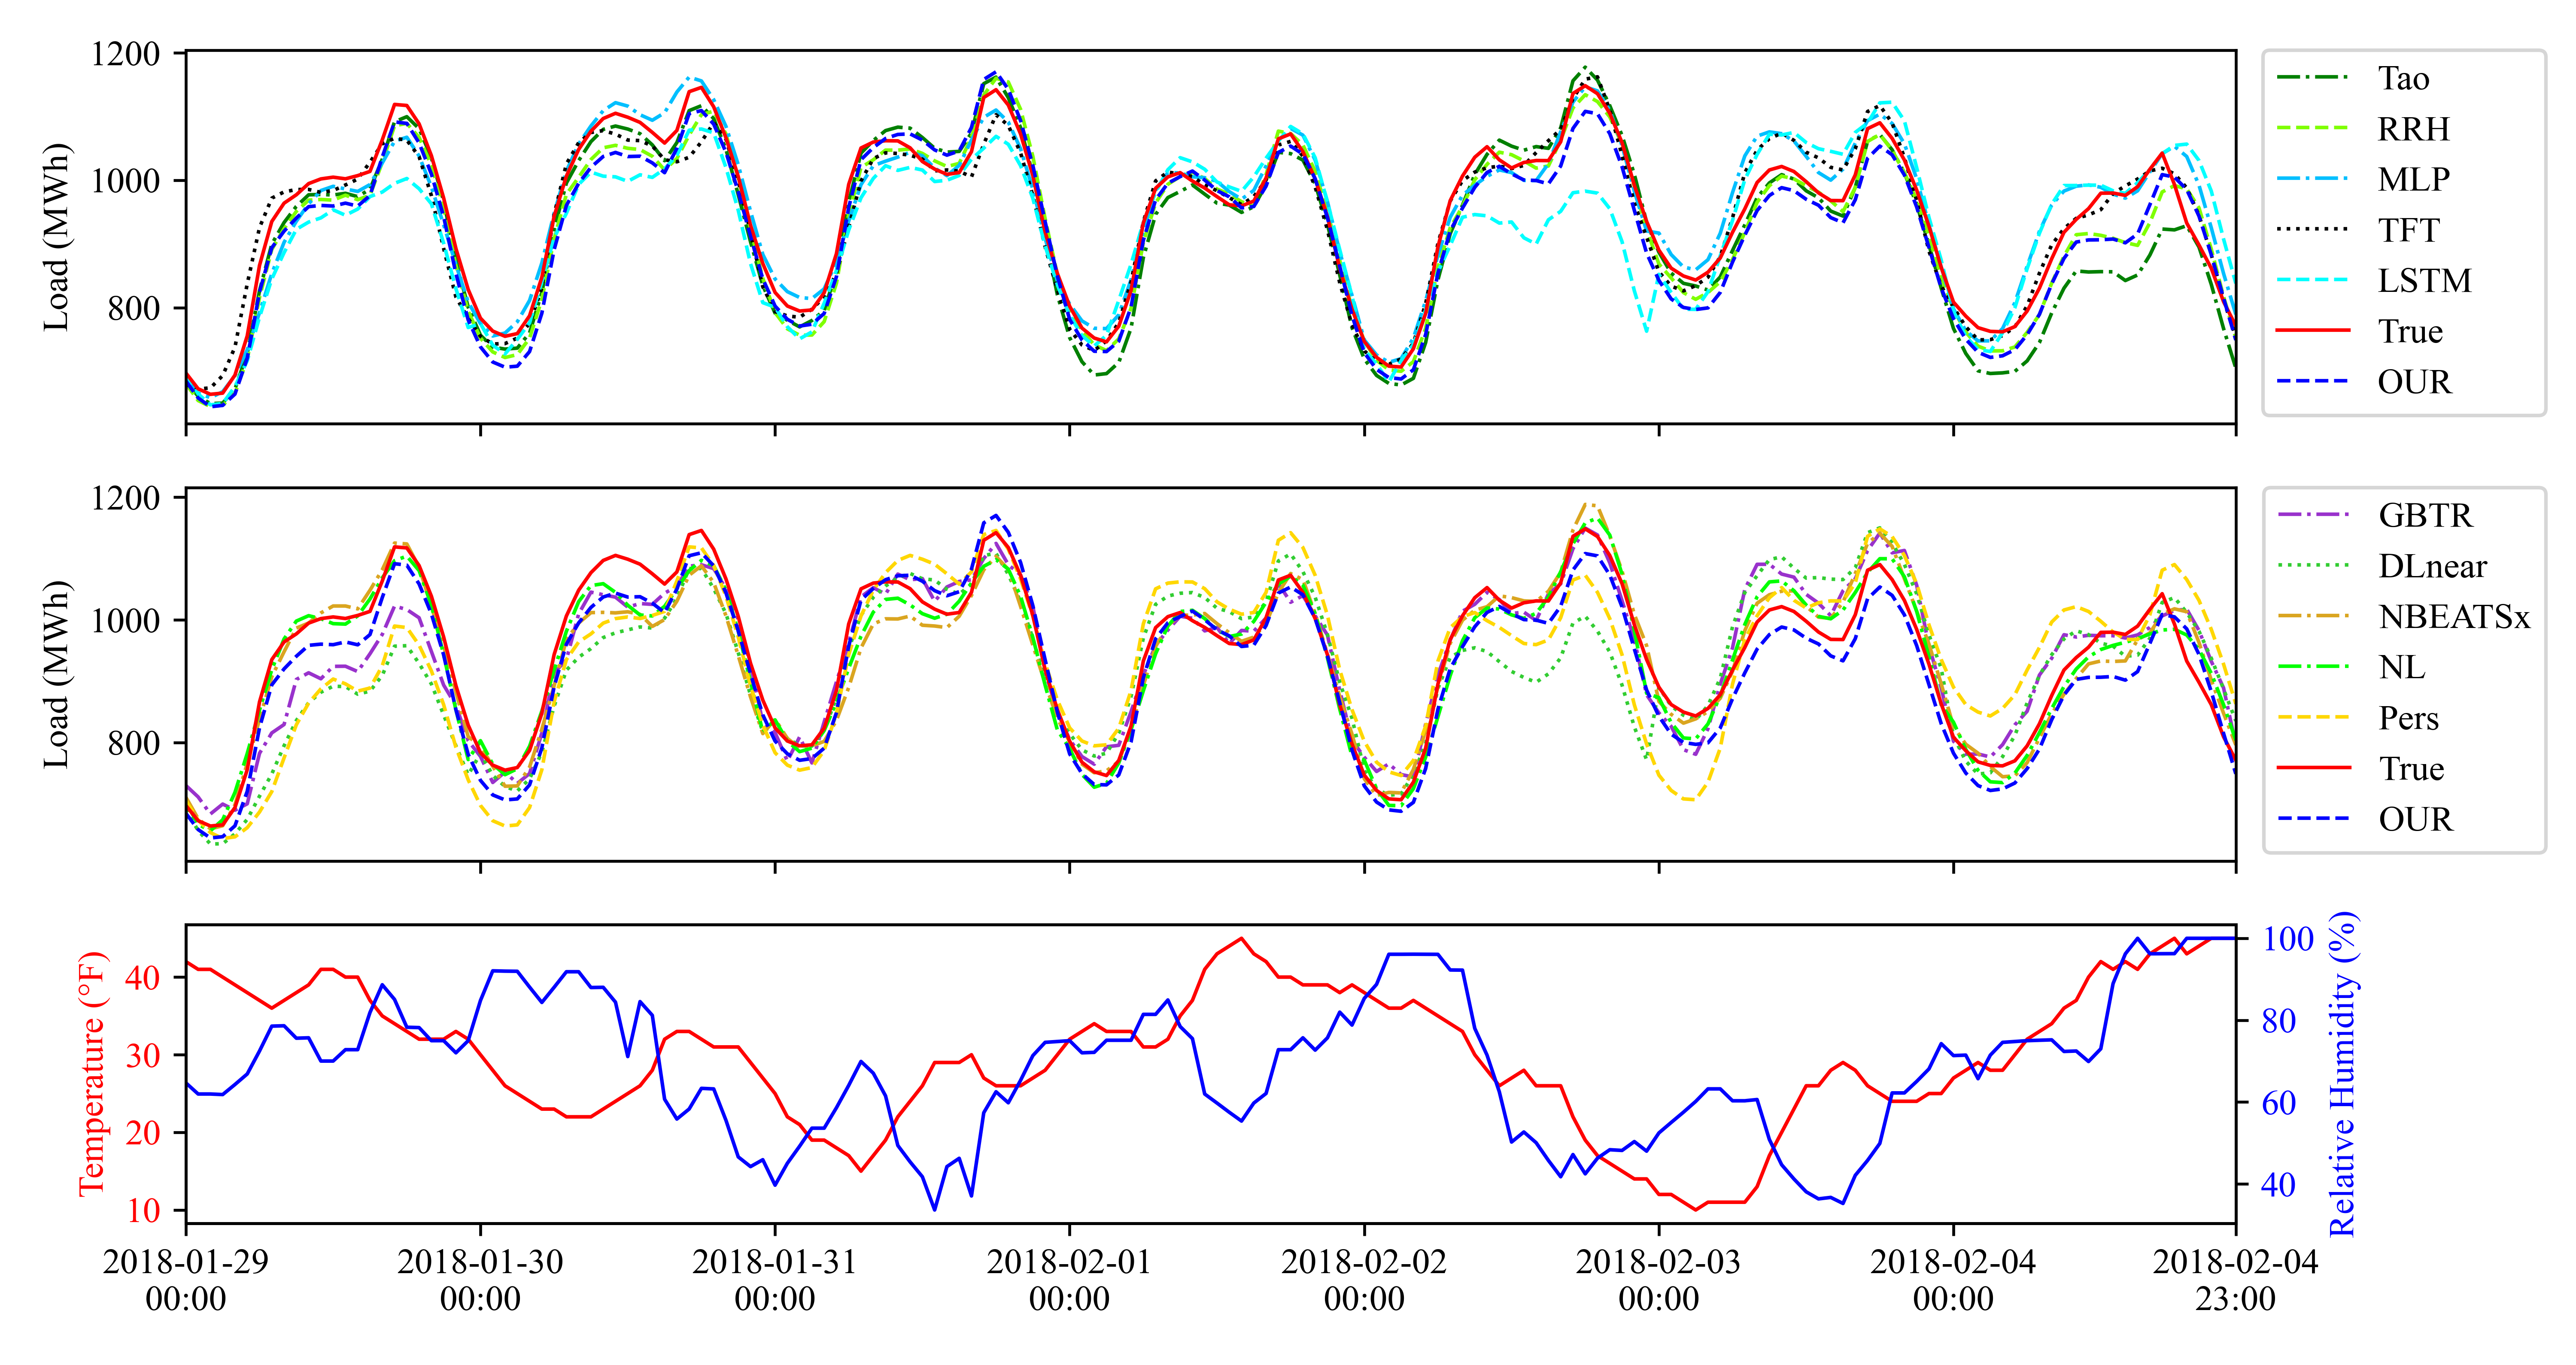 1200
1000
800
Load (MWh)
Tao
RRH
MLP
TFT
LSTM
True
OUR
1200
1000
800
Load (MWh)
GBTR
DLnear
NBEATSx
NL
Pers
True
OUR
40
30
20
10
Temperature (°F)
100
80
60
40
Relative Humidity (%)
2018-01-29
00:00
2018-01-30
00:00
2018-01-31
00:00
2018-02-01
00:00
2018-02-02
00:00
2018-02-03
00:00
2018-02-04
00:00
2018-02-04
23:00